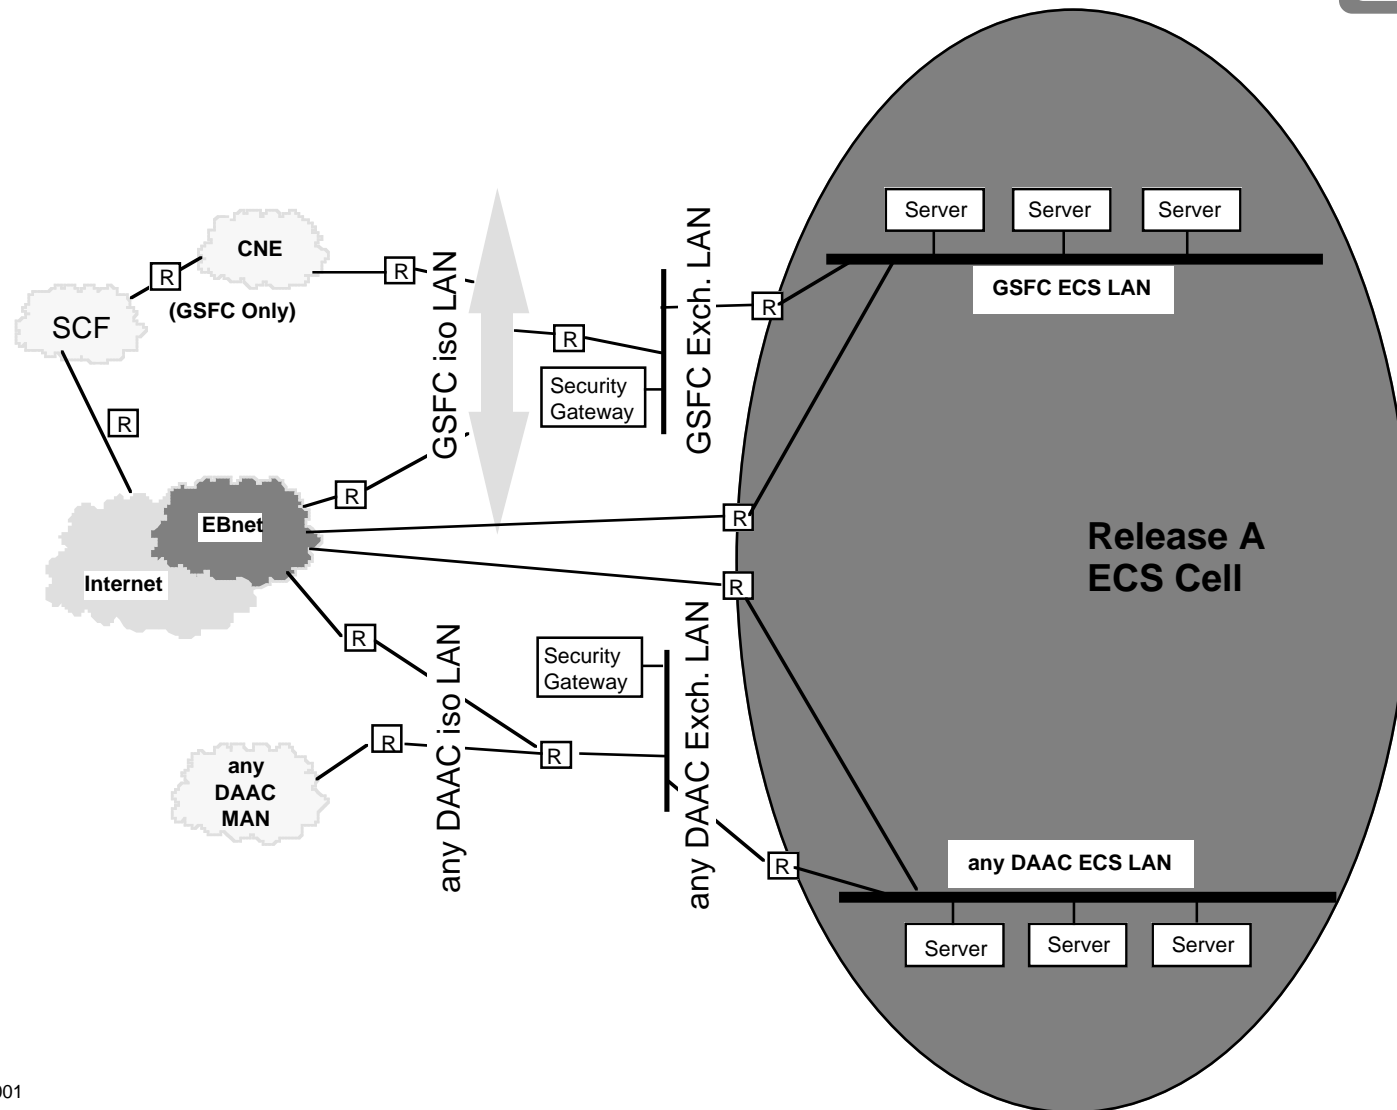 Server
Server
Server
CNE
R
R
(GSFC Only)
SCF
GSFC iso LAN
GSFC Exch. LAN
R
R
GSFC ECS LAN
Security
Gateway
R
R
EBnet
R
Internet
Release A
ECS Cell
R
R
any DAAC iso LAN
Security
Gateway
any DAAC Exch. LAN
R
R
any
DAAC
MAN
R
any DAAC ECS LAN
Server
Server
Server
001